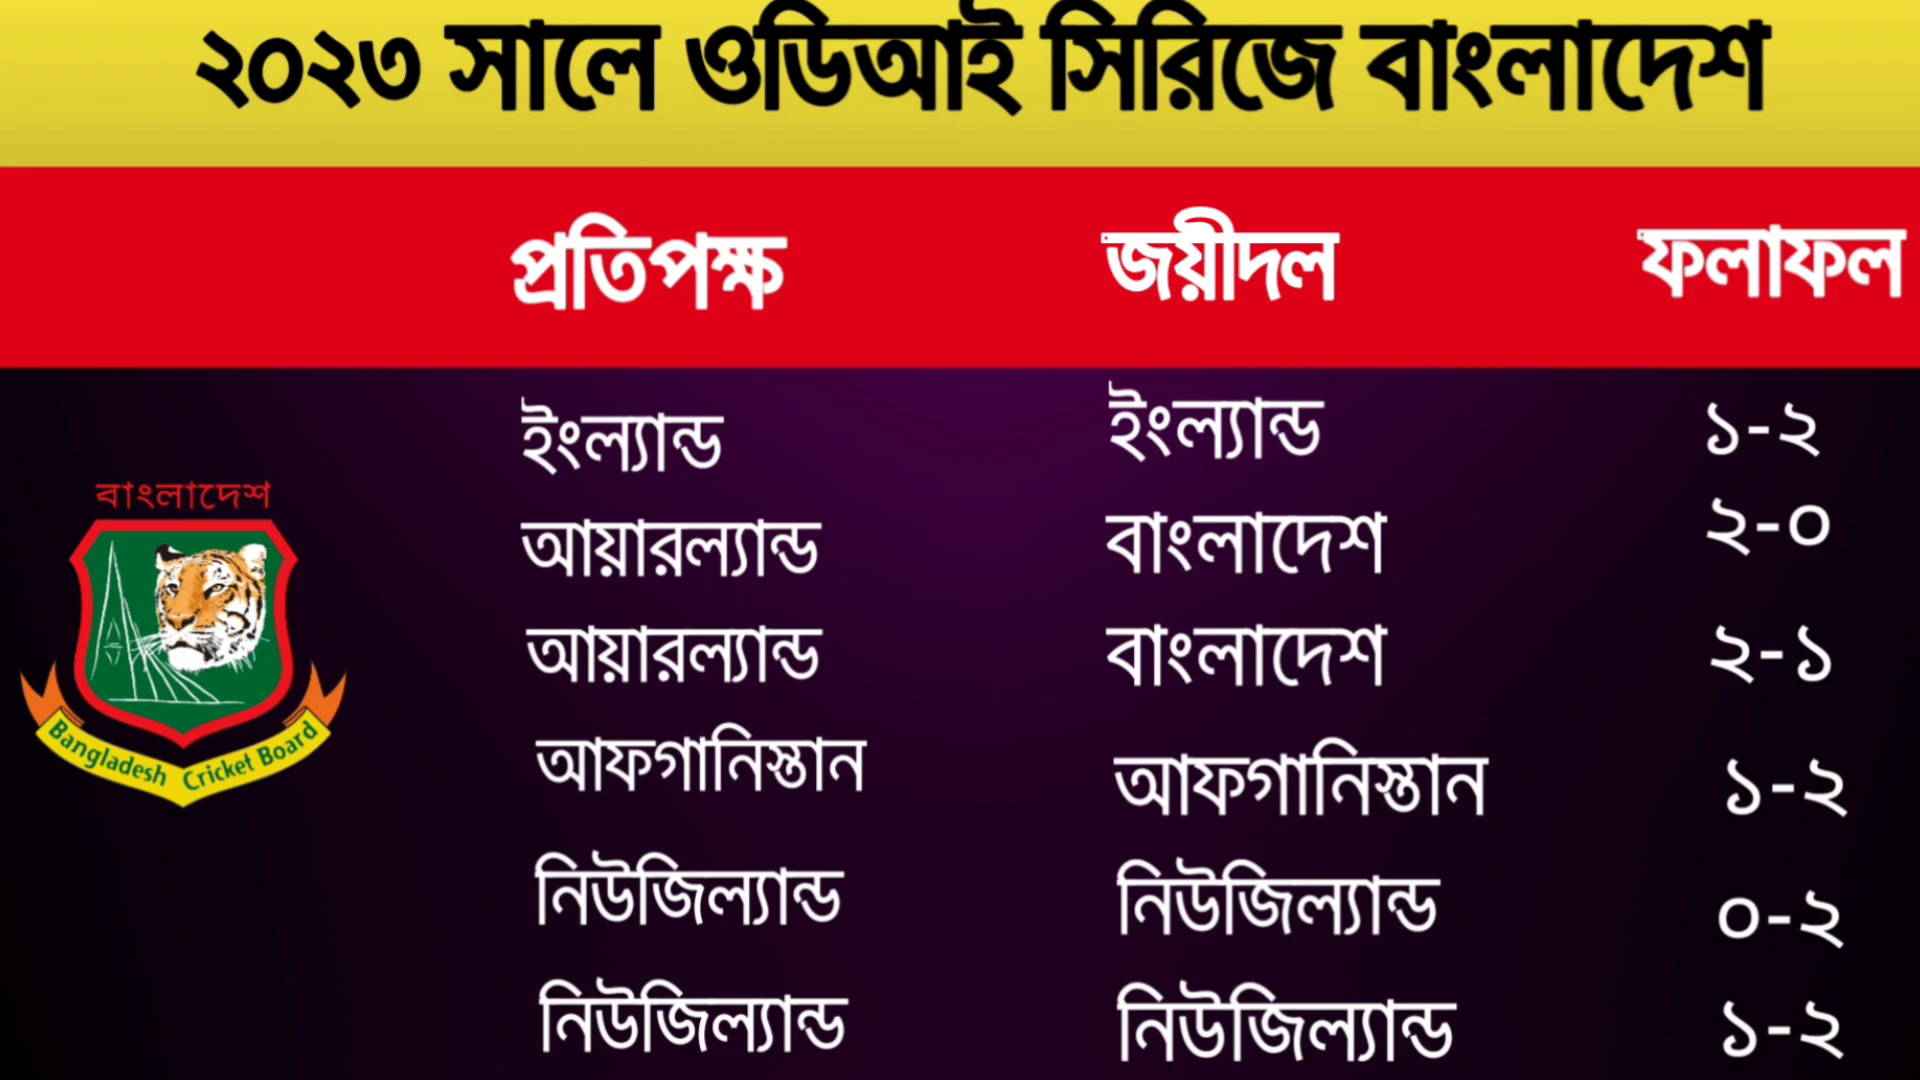 ২০২৩ সালে ওডিআই সিরিজে বাংলাদেশ
প্রতিপক্ষ জয়ীদল ফলাফল
ইংল্যান্ড ইংল্যান্ড ১-২
আয়ারল্যান্ড বাংলাদেশ ২-০
আয়ারল্যান্ড বাংলাদেশ ২-১
আফগানিস্তান আফগানিস্তান ১-২
নিউজিল্যান্ড নিউজিল্যান্ড ০-২
নিউজিল্যান্ড নিউজিল্যান্ড ১-২
বাংলাদেশ
Bangladesh Cricket Board